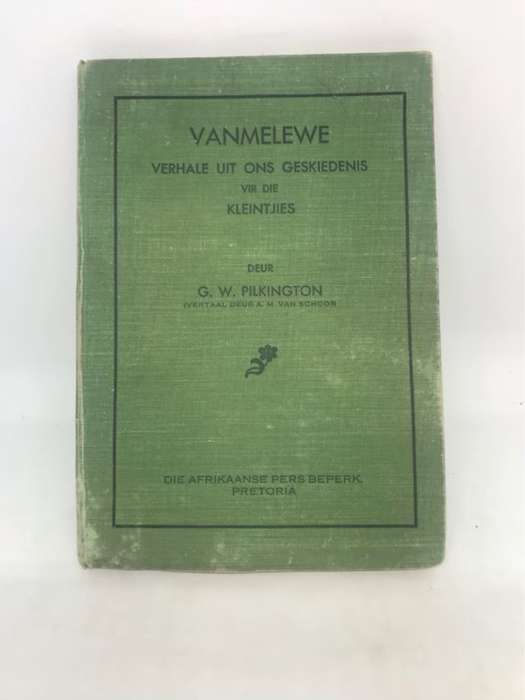 VANMELEWE
VERHALE UIT ONS GESKIEDENIS
VIR DIE
KLEINTJIES
DEUR
G. W. PILKINGTON
(VERTAAL DEUR A. M. VAN SCHOOR)
DIE AFRIKAANSE PERS BEPERK,
PRETORIA